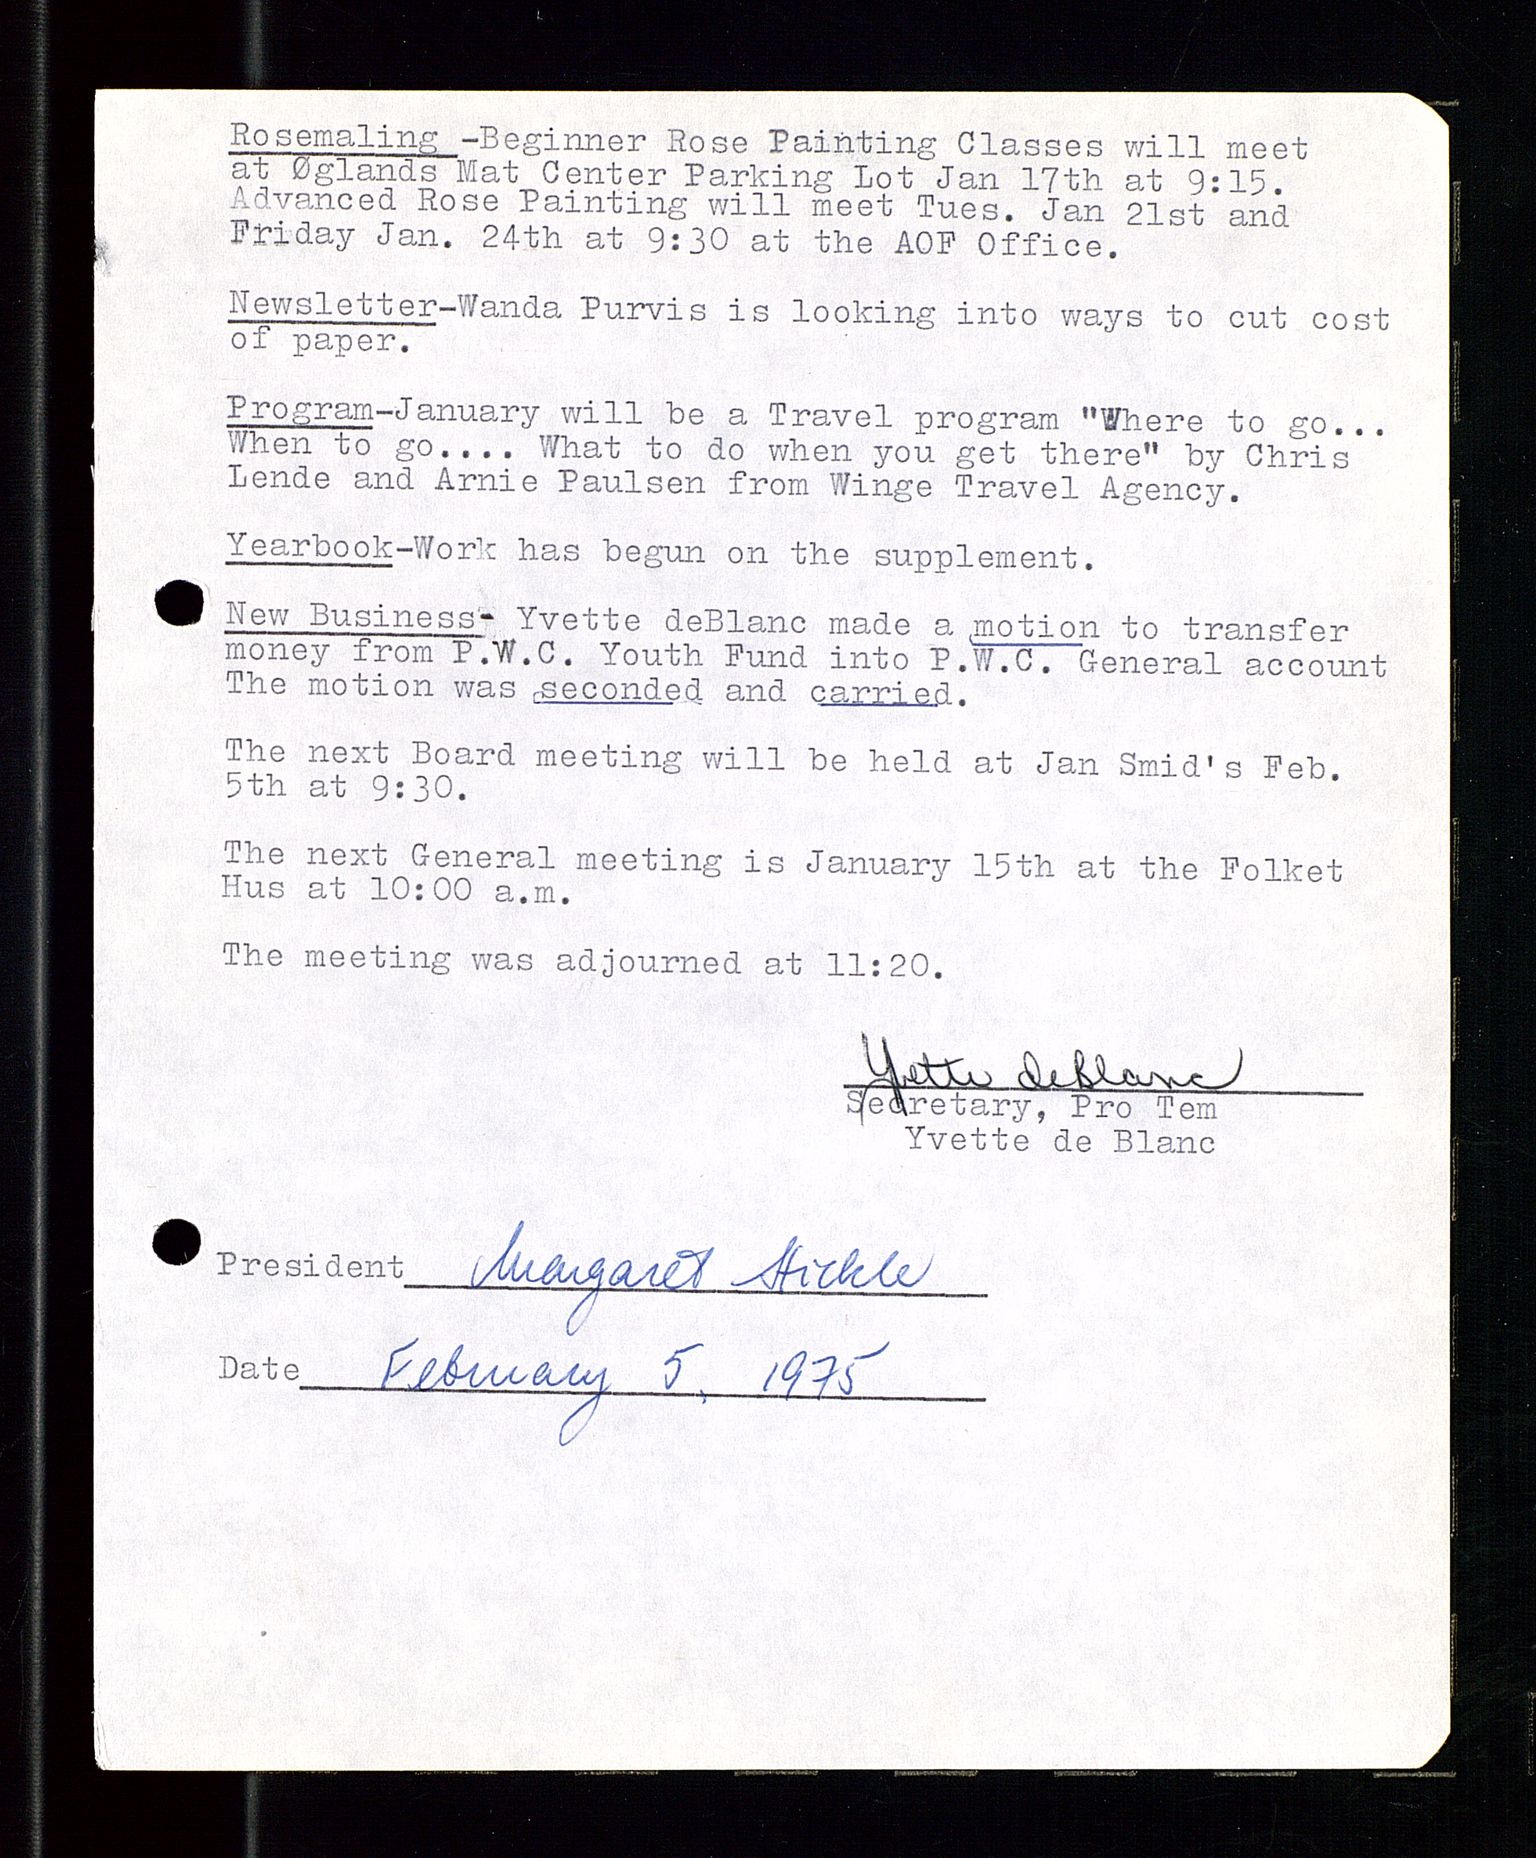 Rosemaling -Beginner Rose Painting Classes will meet
at Øglands Mat Center Parking Lot Jan 17th at 9:15.
Advanced Rose Painting will meet Tues. Jan 21st and
Friday Jan. 24th at 9:30 at the AOF Office.
Newsletter-Wanda Purvis is looking into ways to cut cost
of paper.
Program-January will be a Travel program "Where to go...
When to go.... What to do when you get there" by Chris
Lende and Arnie Paulsen from Winge Travel Agency.
Yearbook-Work has begun on the supplement.
New Business- Yvette deBlanc made a motion to transfer
money from P.W.C. Youth Fund into P.W.C. General account
The motion was seconded and carried.
The next Board meeting will be held at Jan Smid's Feb.
5th at 9:30.
The next General meeting is January 15th at the Folket
Hus at 10:00 a.m.
The meeting was adjourned at 11:20.
Yvette deBlanc
Secretary, Pro Tem
Yvette de Blanc
President Margaret Hickle
Date February 5, 1975